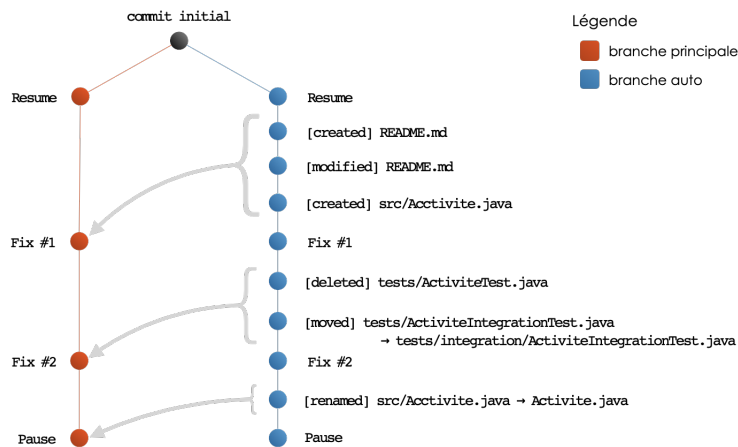 commit initial
Légende
branche principale
branche auto
Resume
Resume
[created] README.md
[modified] README.md
[created] src/Acctivite.java
Fix #1
Fix #1
[deleted] tests/ActiviteTest.java
[moved] tests/ActiviteIntegrationTest.java
→ tests/integration/ActiviteIntegrationTest.java
Fix #2
Fix #2
[renamed] src/Acctivite.java → Activite.java
Pause
Pause